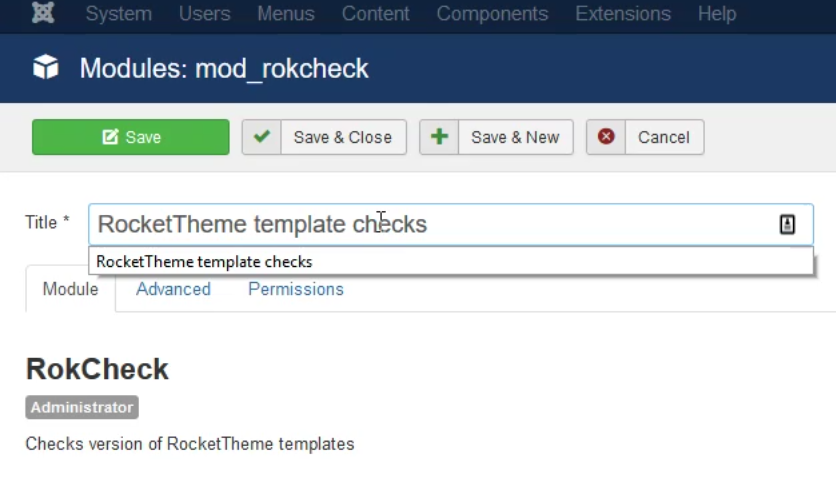 System Users Menus Content Components Extensions Help
Modules: mod_rokcheck
Save Save & Close Save & New Cancel
Title * RocketTheme template checks
RocketTheme template checks
Module Advanced Permissions
RokCheck
Administrator
Checks version of RocketTheme templates